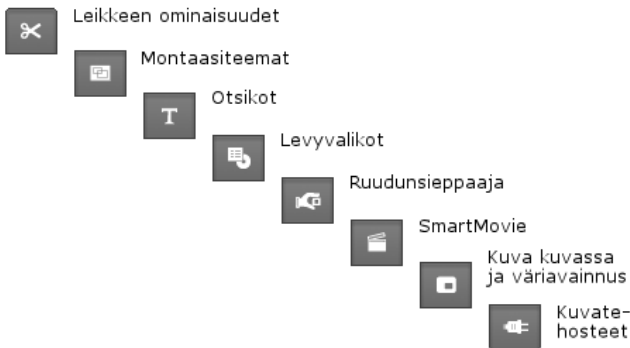 Leikkeen ominaisuudet
Montaasiteemat
Otsikot
T
Levyvalikot
Ruudunsieppaaja
SmartMovie
Kuva kuvassa
ja väriavainnus
Kuvate-
hosteet